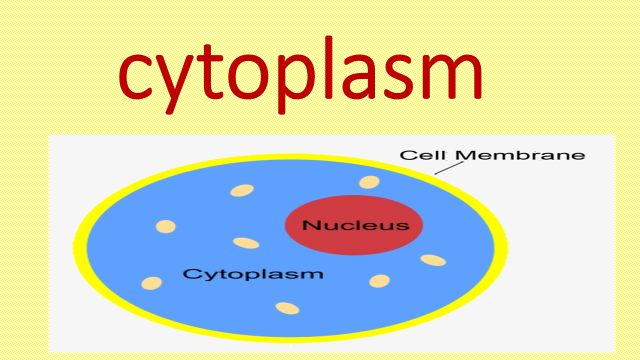 cytoplasm
Cell Membrane
Nucleus
Cytoplasm